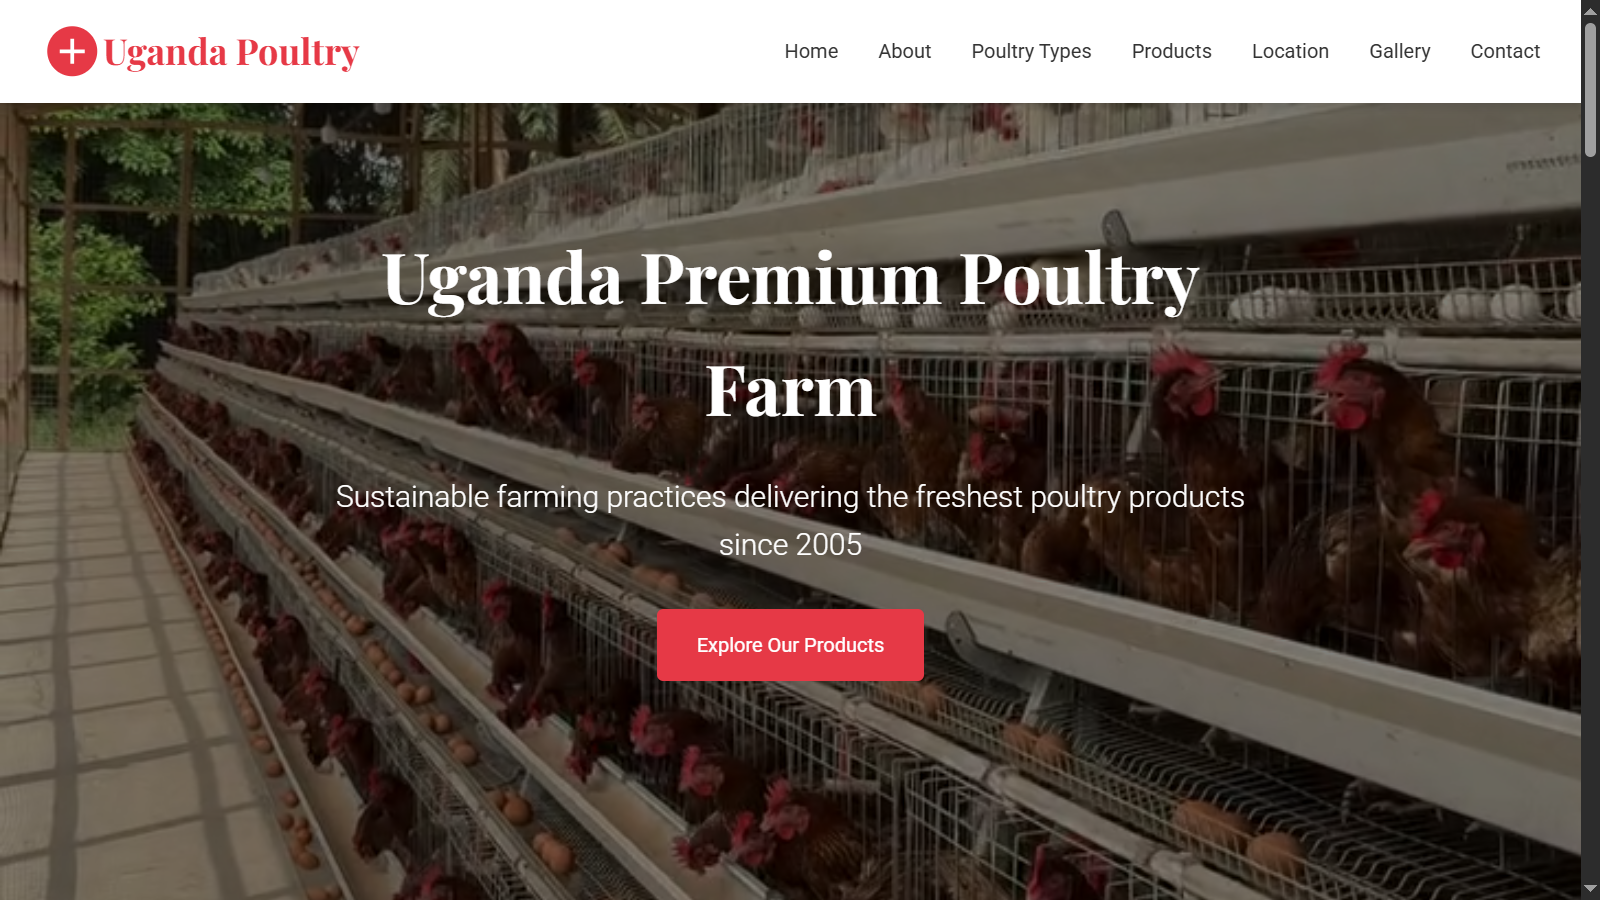 Uganda Poultry
Home
About
Poultry Types
Products
Location
Gallery
Contact
Uganda Premium Poultry
Farm
Sustainable farming practices delivering the freshest poultry products
since 2005
Explore Our Products